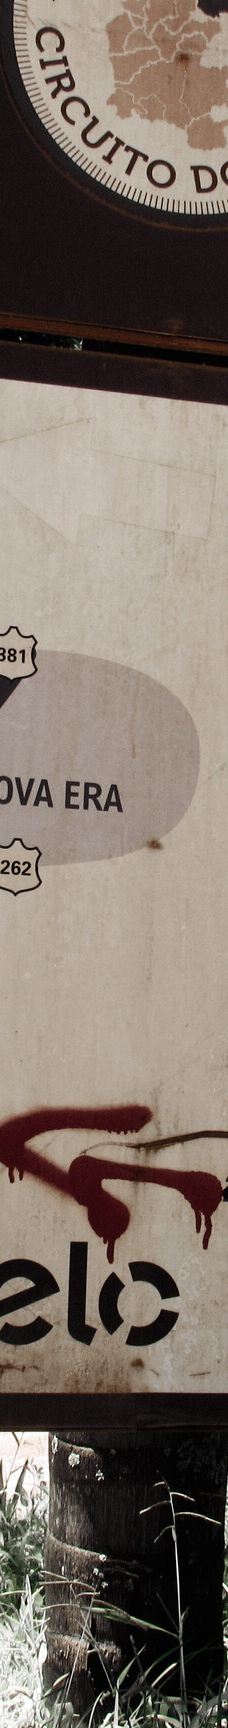 CIRCUITO DO
381
OVA ERA
262
elo